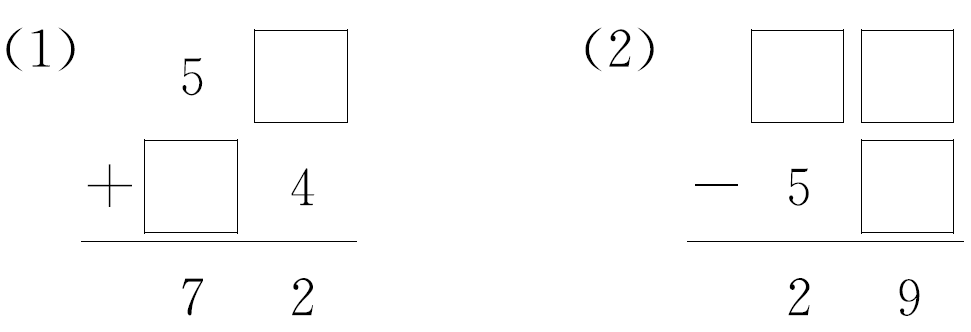 (1) 5 □ (2) □ □
+ □ 4 − 5 □
7 2 2 9